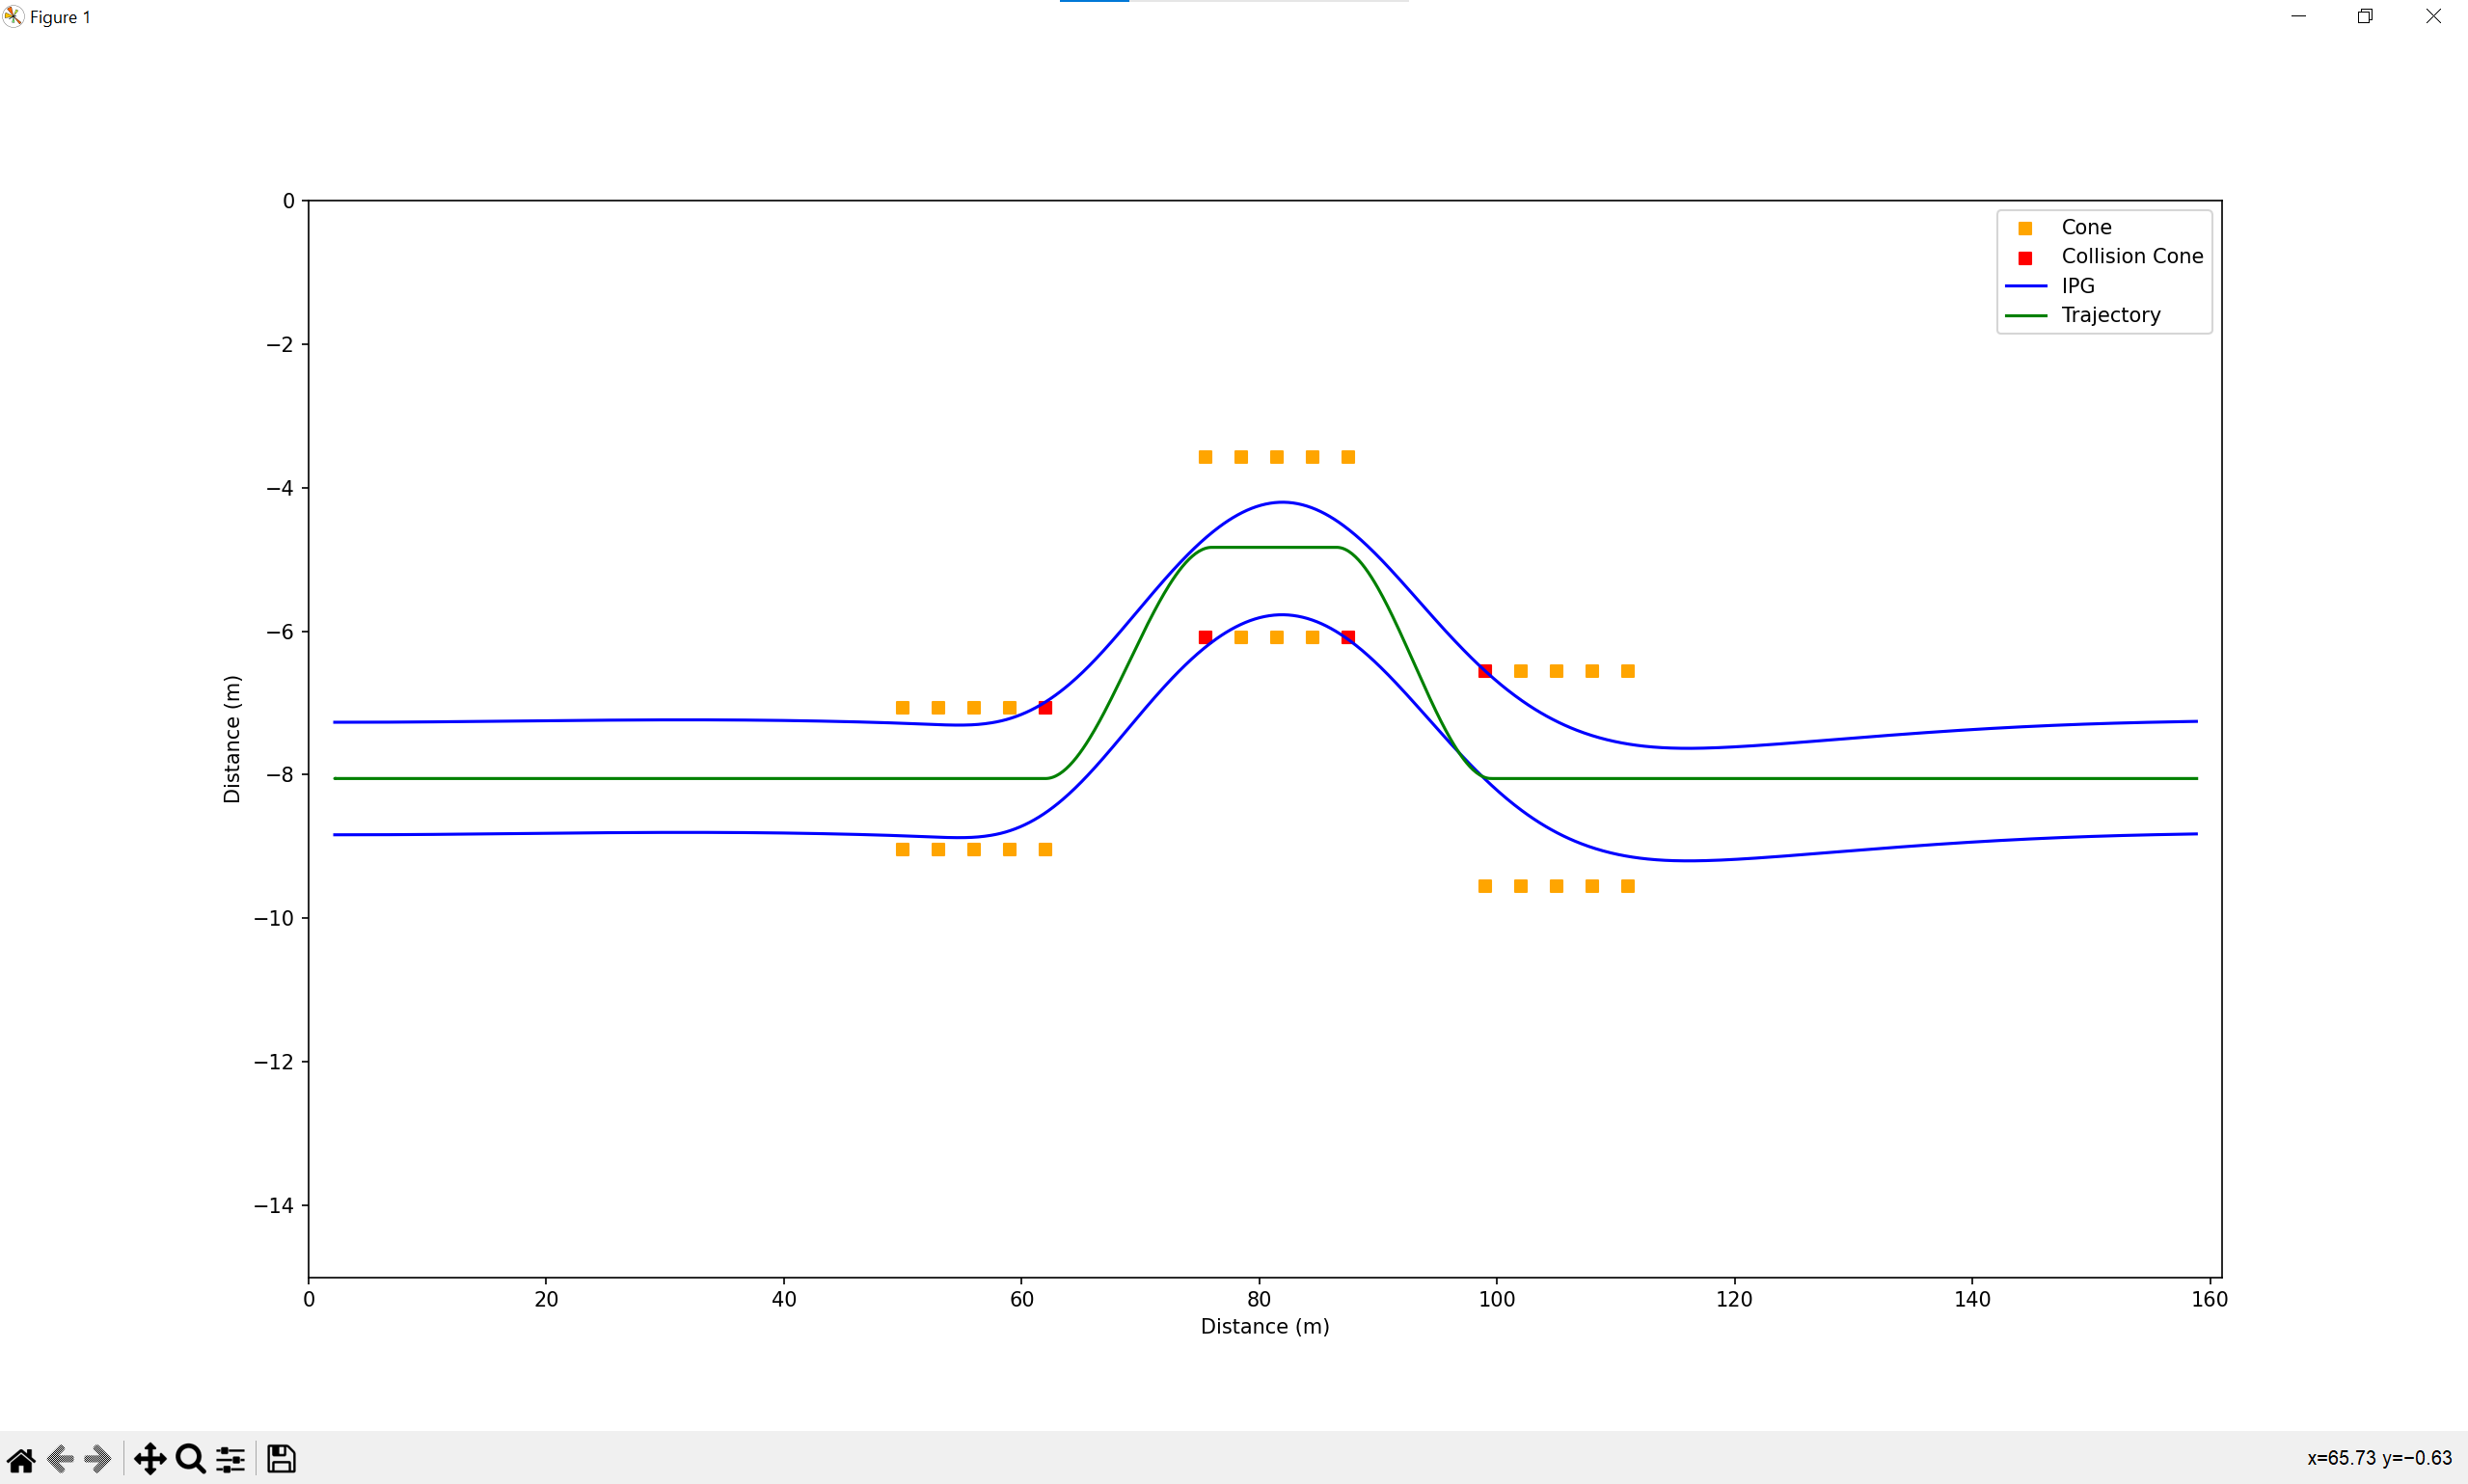 Figure 1
0
−2
−4
−6
−8
−10
−12
−14
Distance (m)
Cone
Collision Cone
IPG
Trajectory
0 20 40 60 80 100 120 140 160
Distance (m)
x=65.73 y=−0.63